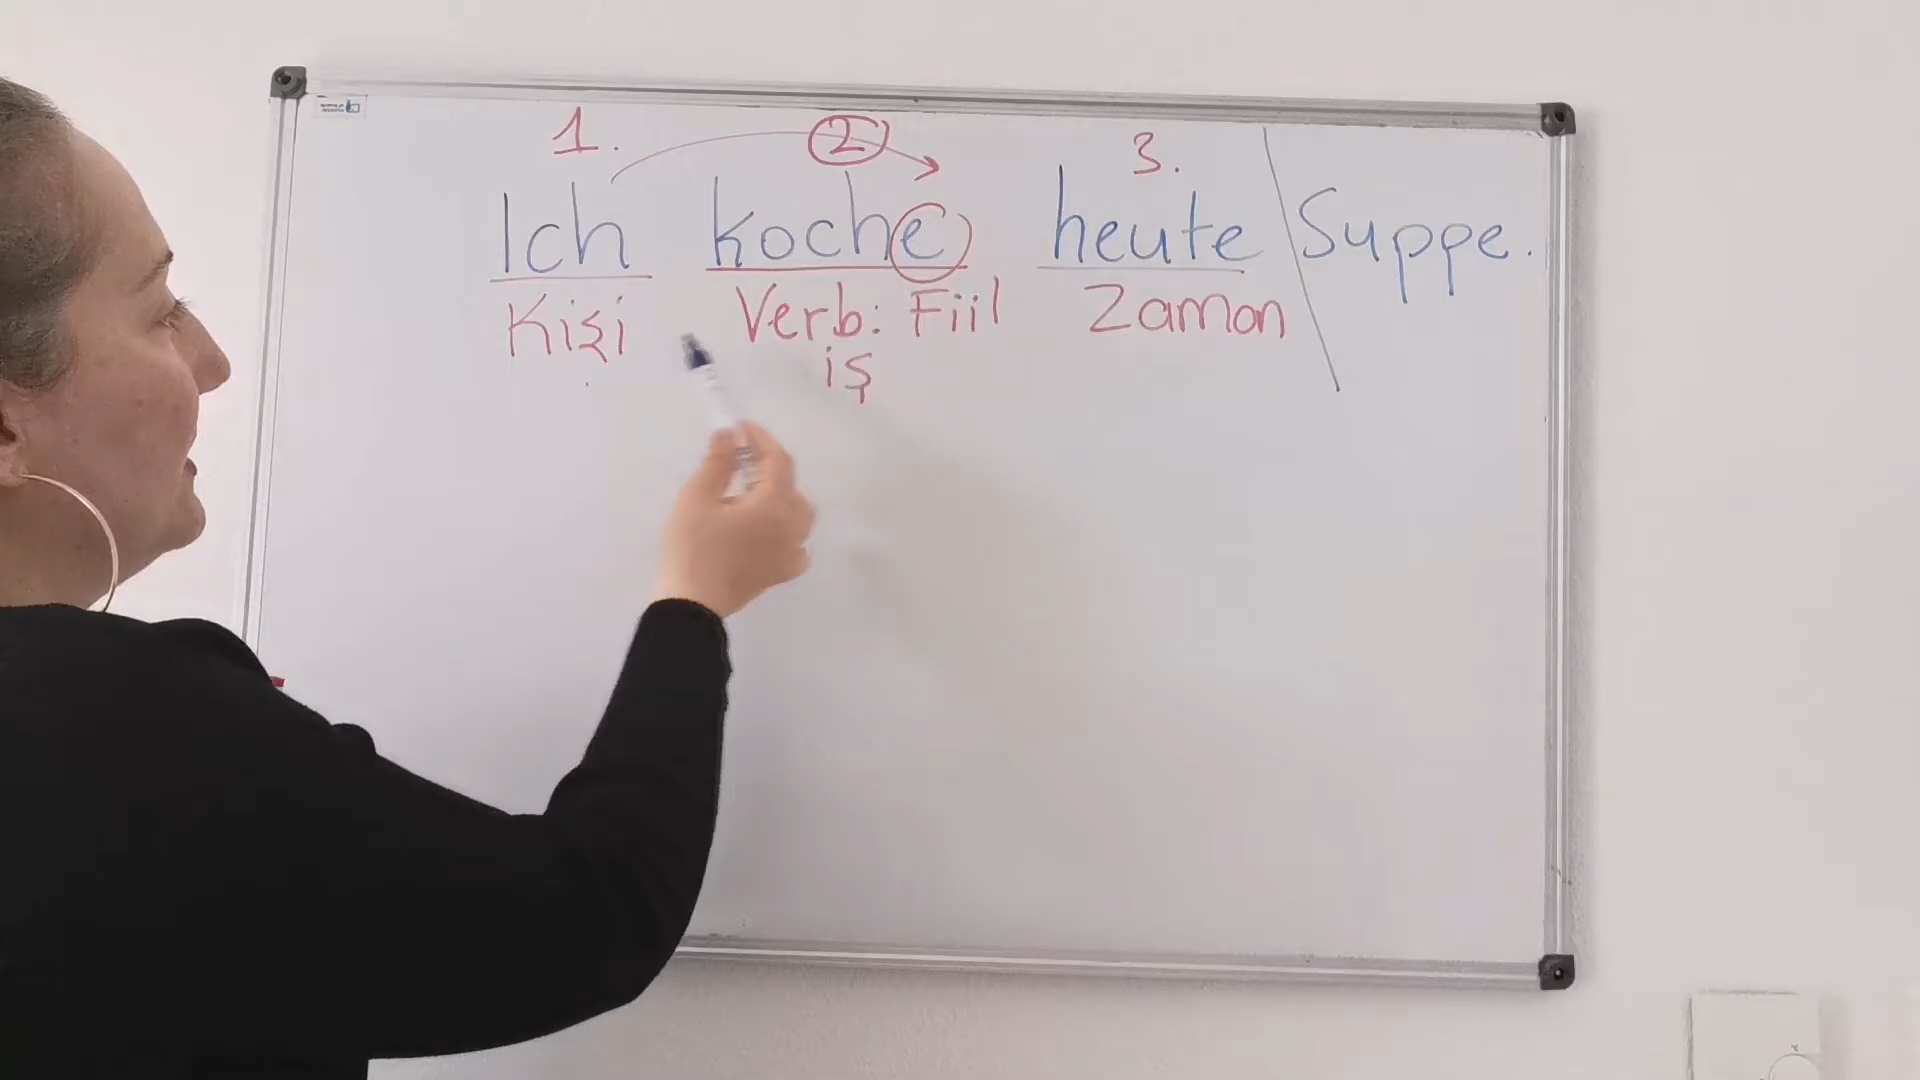 1. 2 3.
Ich koche heute Suppe.
Kişi Verb: Fiil Zaman
iş